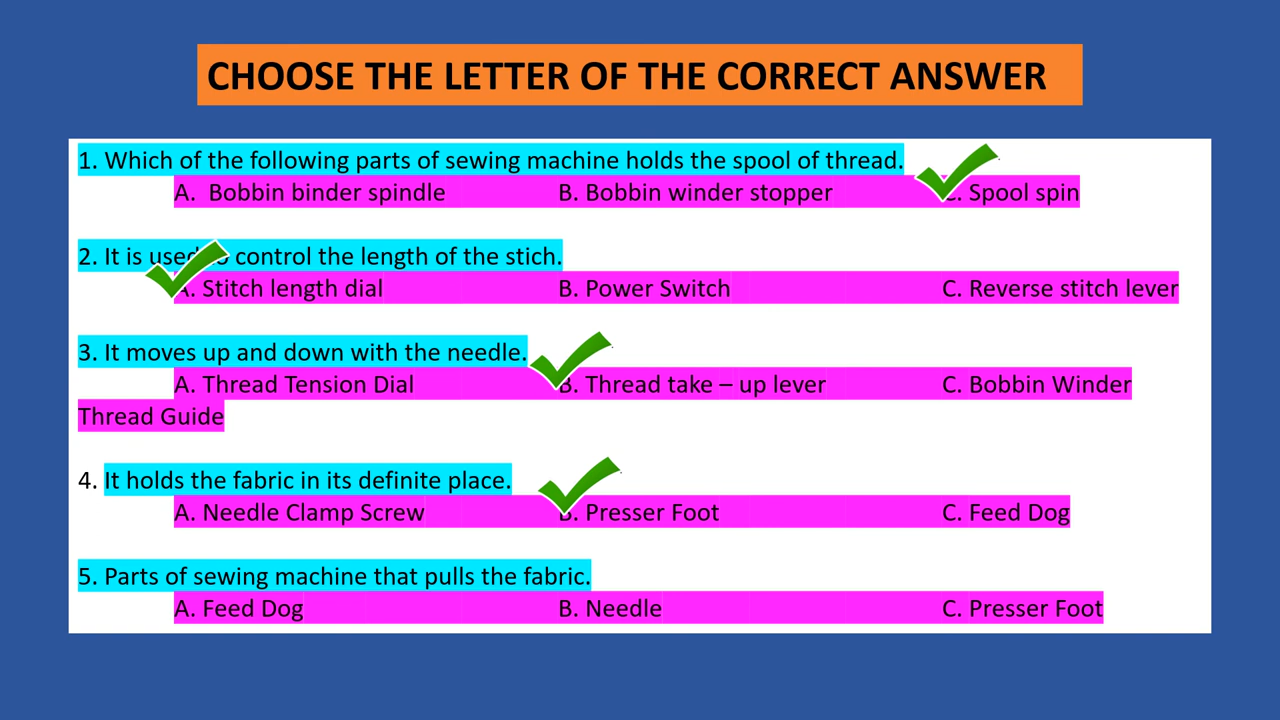 CHOOSE THE LETTER OF THE CORRECT ANSWER
1. Which of the following parts of sewing machine holds the spool of thread.
A. Bobbin binder spindle B. Bobbin winder stopper C. Spool spin
2. It is used to control the length of the stich.
A. Stitch length dial B. Power Switch C. Reverse stitch lever
3. It moves up and down with the needle.
A. Thread Tension Dial B. Thread take – up lever C. Bobbin Winder
Thread Guide
4. It holds the fabric in its definite place.
A. Needle Clamp Screw B. Presser Foot C. Feed Dog
5. Parts of sewing machine that pulls the fabric.
A. Feed Dog B. Needle C. Presser Foot